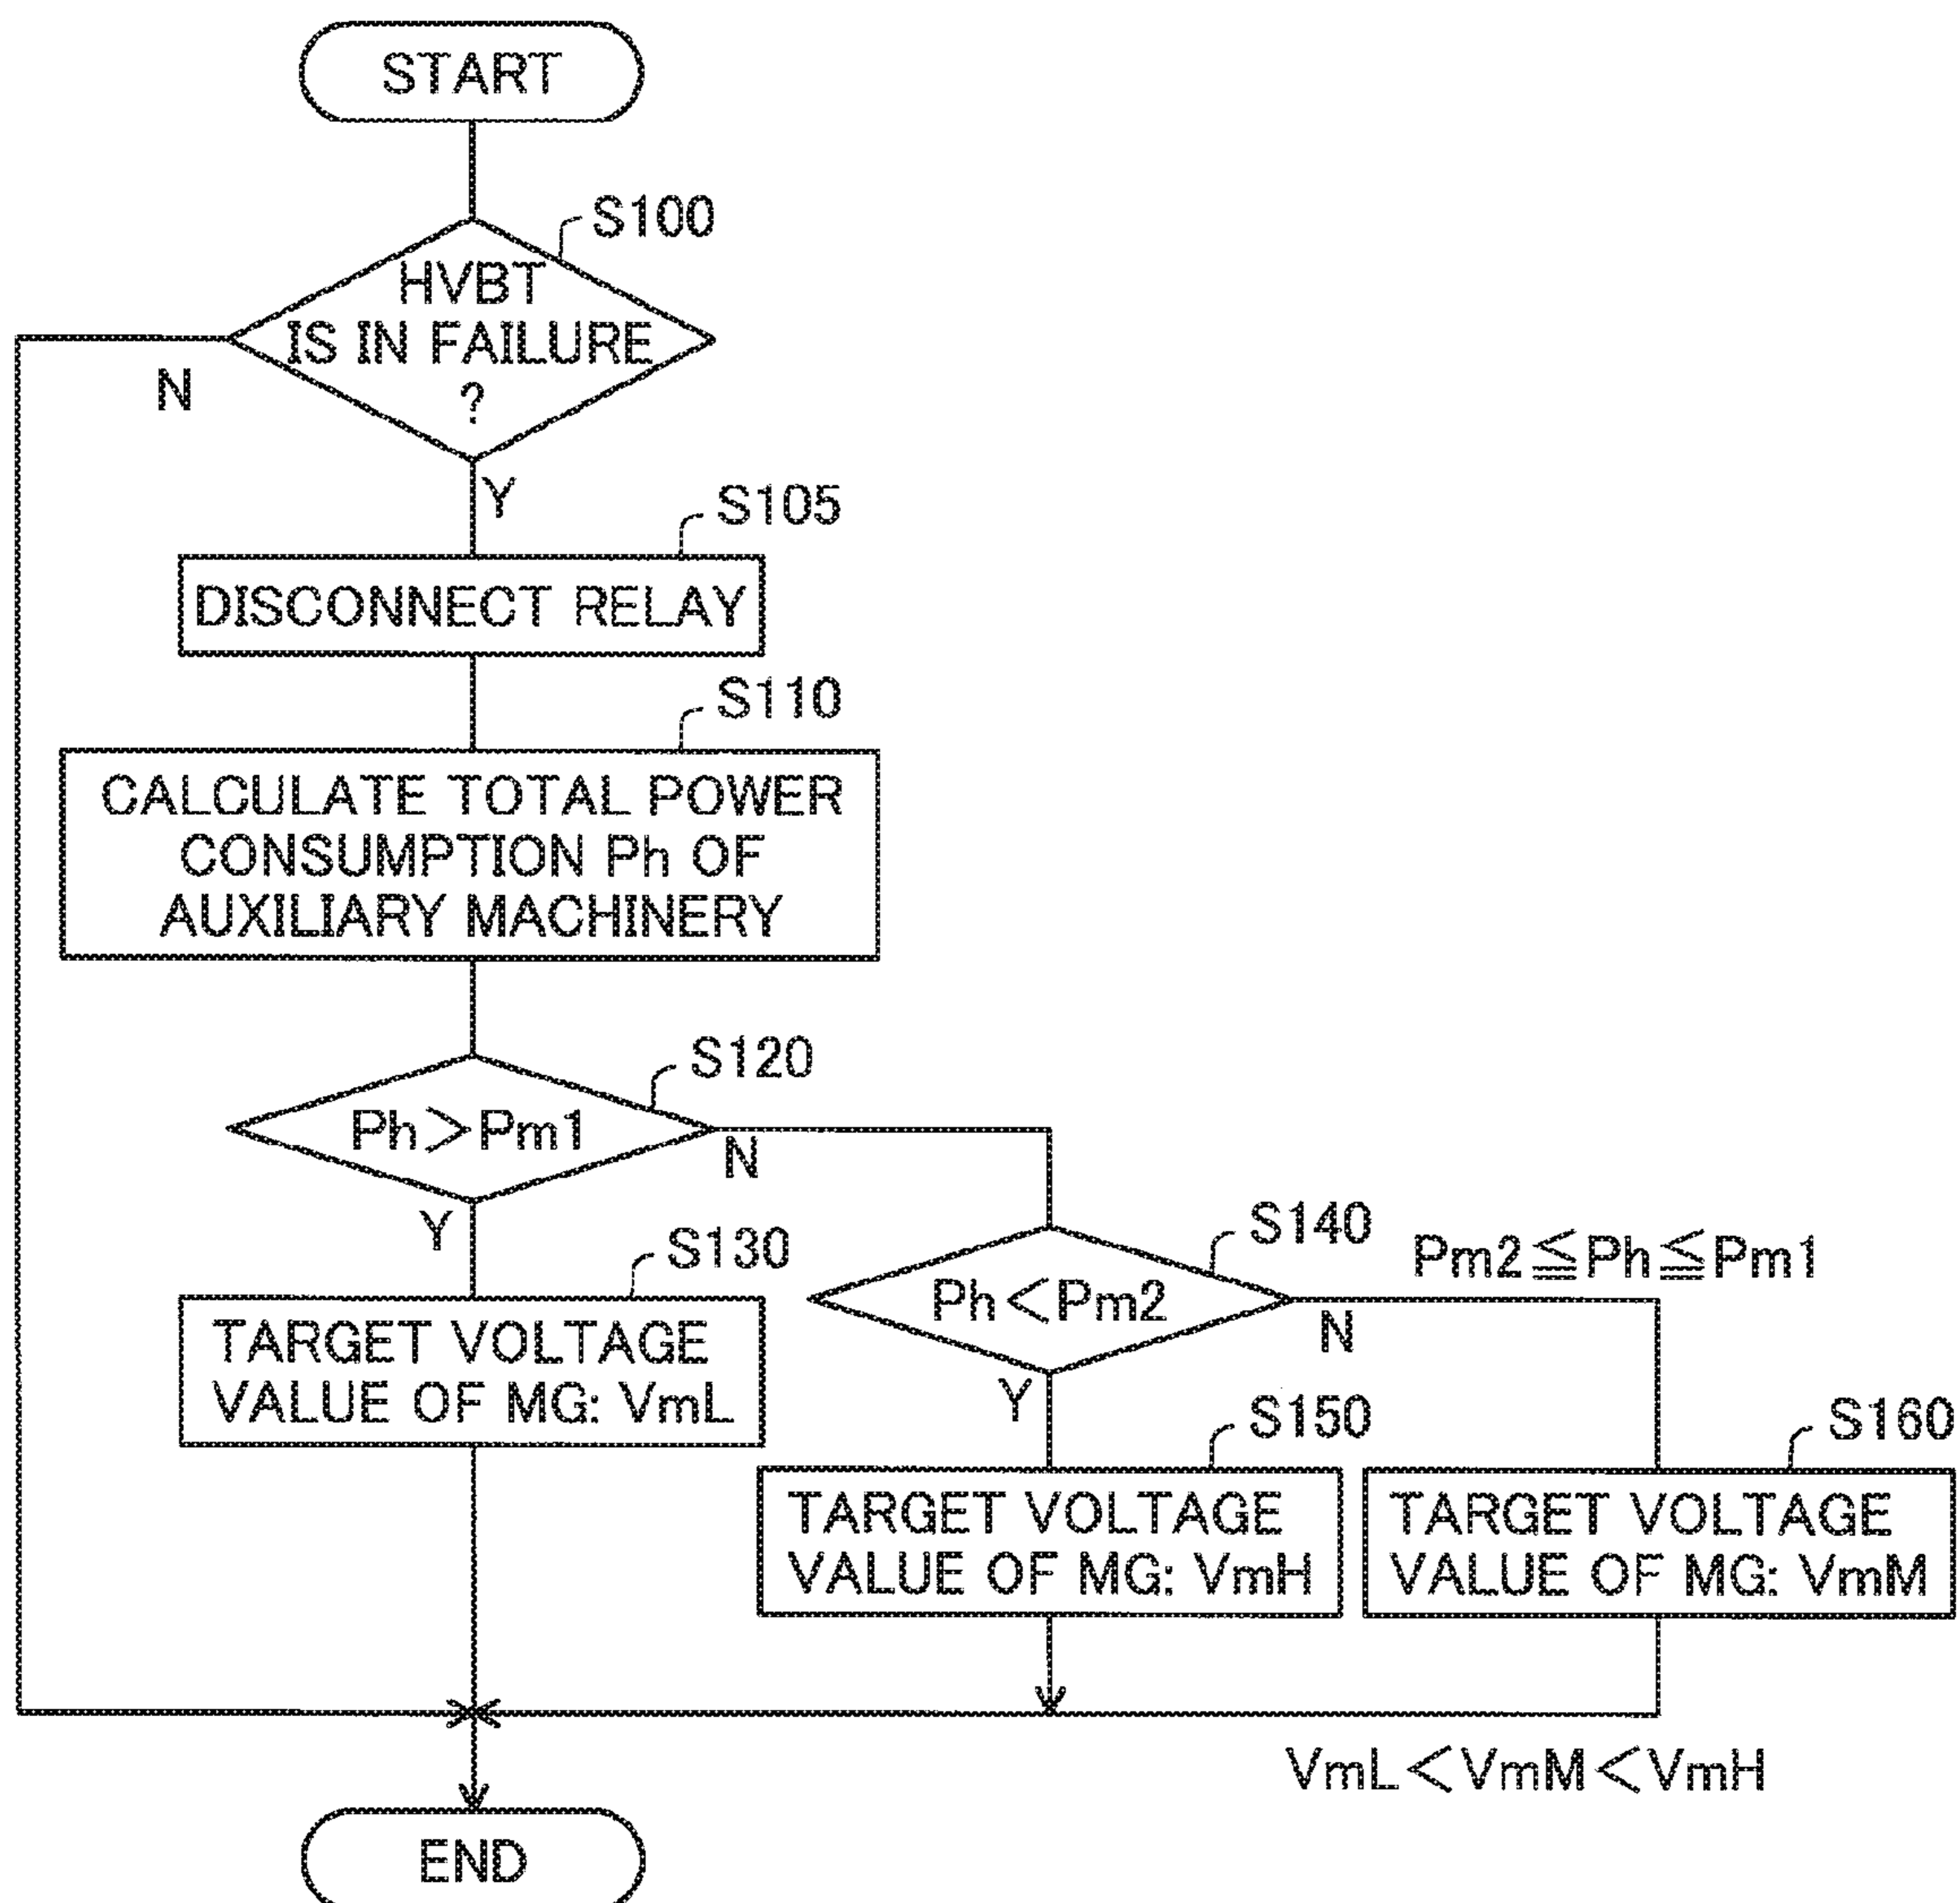 START
S100
HVBT
IS IN FAILURE
?
N
Y
S105
DISCONNECT RELAY
S110
CALCULATE TOTAL POWER
CONSUMPTION Ph OF
AUXILIARY MACHINERY
S120
Ph>Pm1
N
Y
S130
TARGET VOLTAGE
VALUE OF MG: VmL
S140
Ph<Pm2
Pm2≦Ph≦Pm1
N
Y
S150
TARGET VOLTAGE
VALUE OF MG: VmH
S160
TARGET VOLTAGE
VALUE OF MG: VmM
VmL<VmM<VmH
END